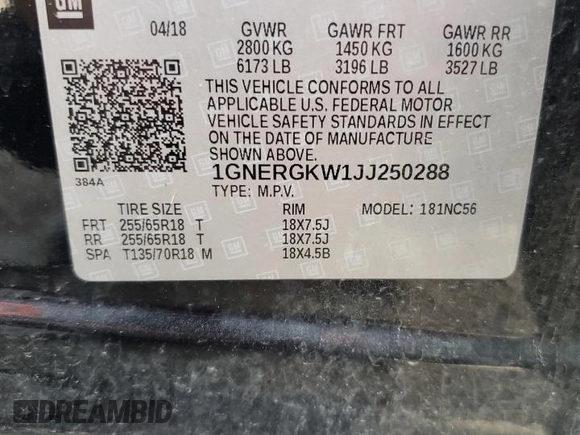 GM
04/18 GVWR GAWR FRT GAWR RR
2800 KG 1450 KG 1600 KG
6173 LB 3196 LB 3527 LB
THIS VEHICLE CONFORMS TO ALL
APPLICABLE U.S. FEDERAL MOTOR
VEHICLE SAFETY STANDARDS IN EFFECT
ON THE DATE OF MANUFACTURE
SHOWN ABOVE.
384A
1GNERGKW1JJ250288
TYPE: M.P.V.
TIRE SIZE RIM MODEL: 181NC56
FRT 255/65R18 T 18X7.5J
RR 255/65R18 T 18X7.5J
SPA T135/70R18 M 18X4.5B
DREAMBID